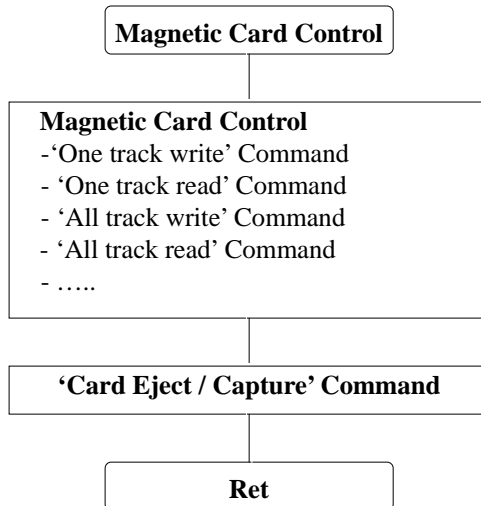 Magnetic Card Control
Magnetic Card Control
-‘One track write’ Command
- ‘One track read’ Command
- ‘All track write’ Command
- ‘All track read’ Command
- …..
‘Card Eject / Capture’ Command
Ret